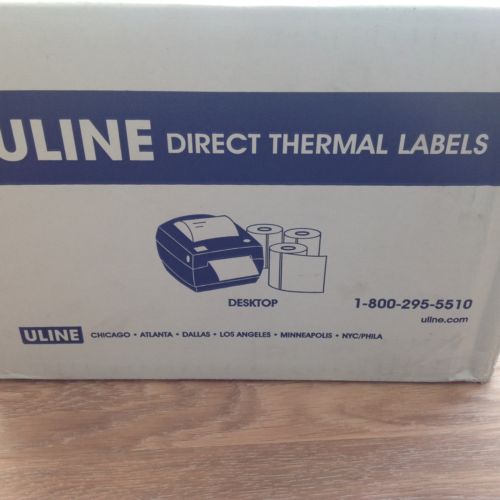 ULINE DIRECT THERMAL LABELS
DESKTOP
1-800-295-5510
uline.com
ULINE CHICAGO • ATLANTA • DALLAS • LOS ANGELES • MINNEAPOLIS • NYC/PHILA